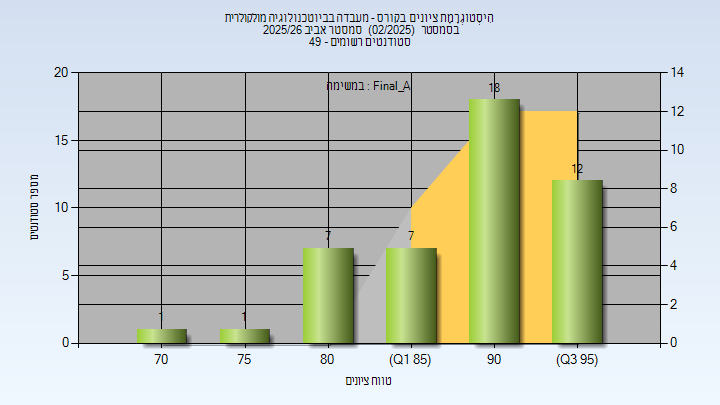 היסטוגרמת ציונים בקורס - מעבדה בביוטכנולוגיה מולקולרית
בסמסטר (02/2025) סמסטר אביב 2025/26
סטודנטים רשומים - 49
במשימה : Final_A
20
15
10
5
0
14
12
10
8
6
4
2
0
מספר סטודנטים
1
1
7
7
18
12
70
75
80
(Q1 85)
90
(Q3 95)
טווח ציונים